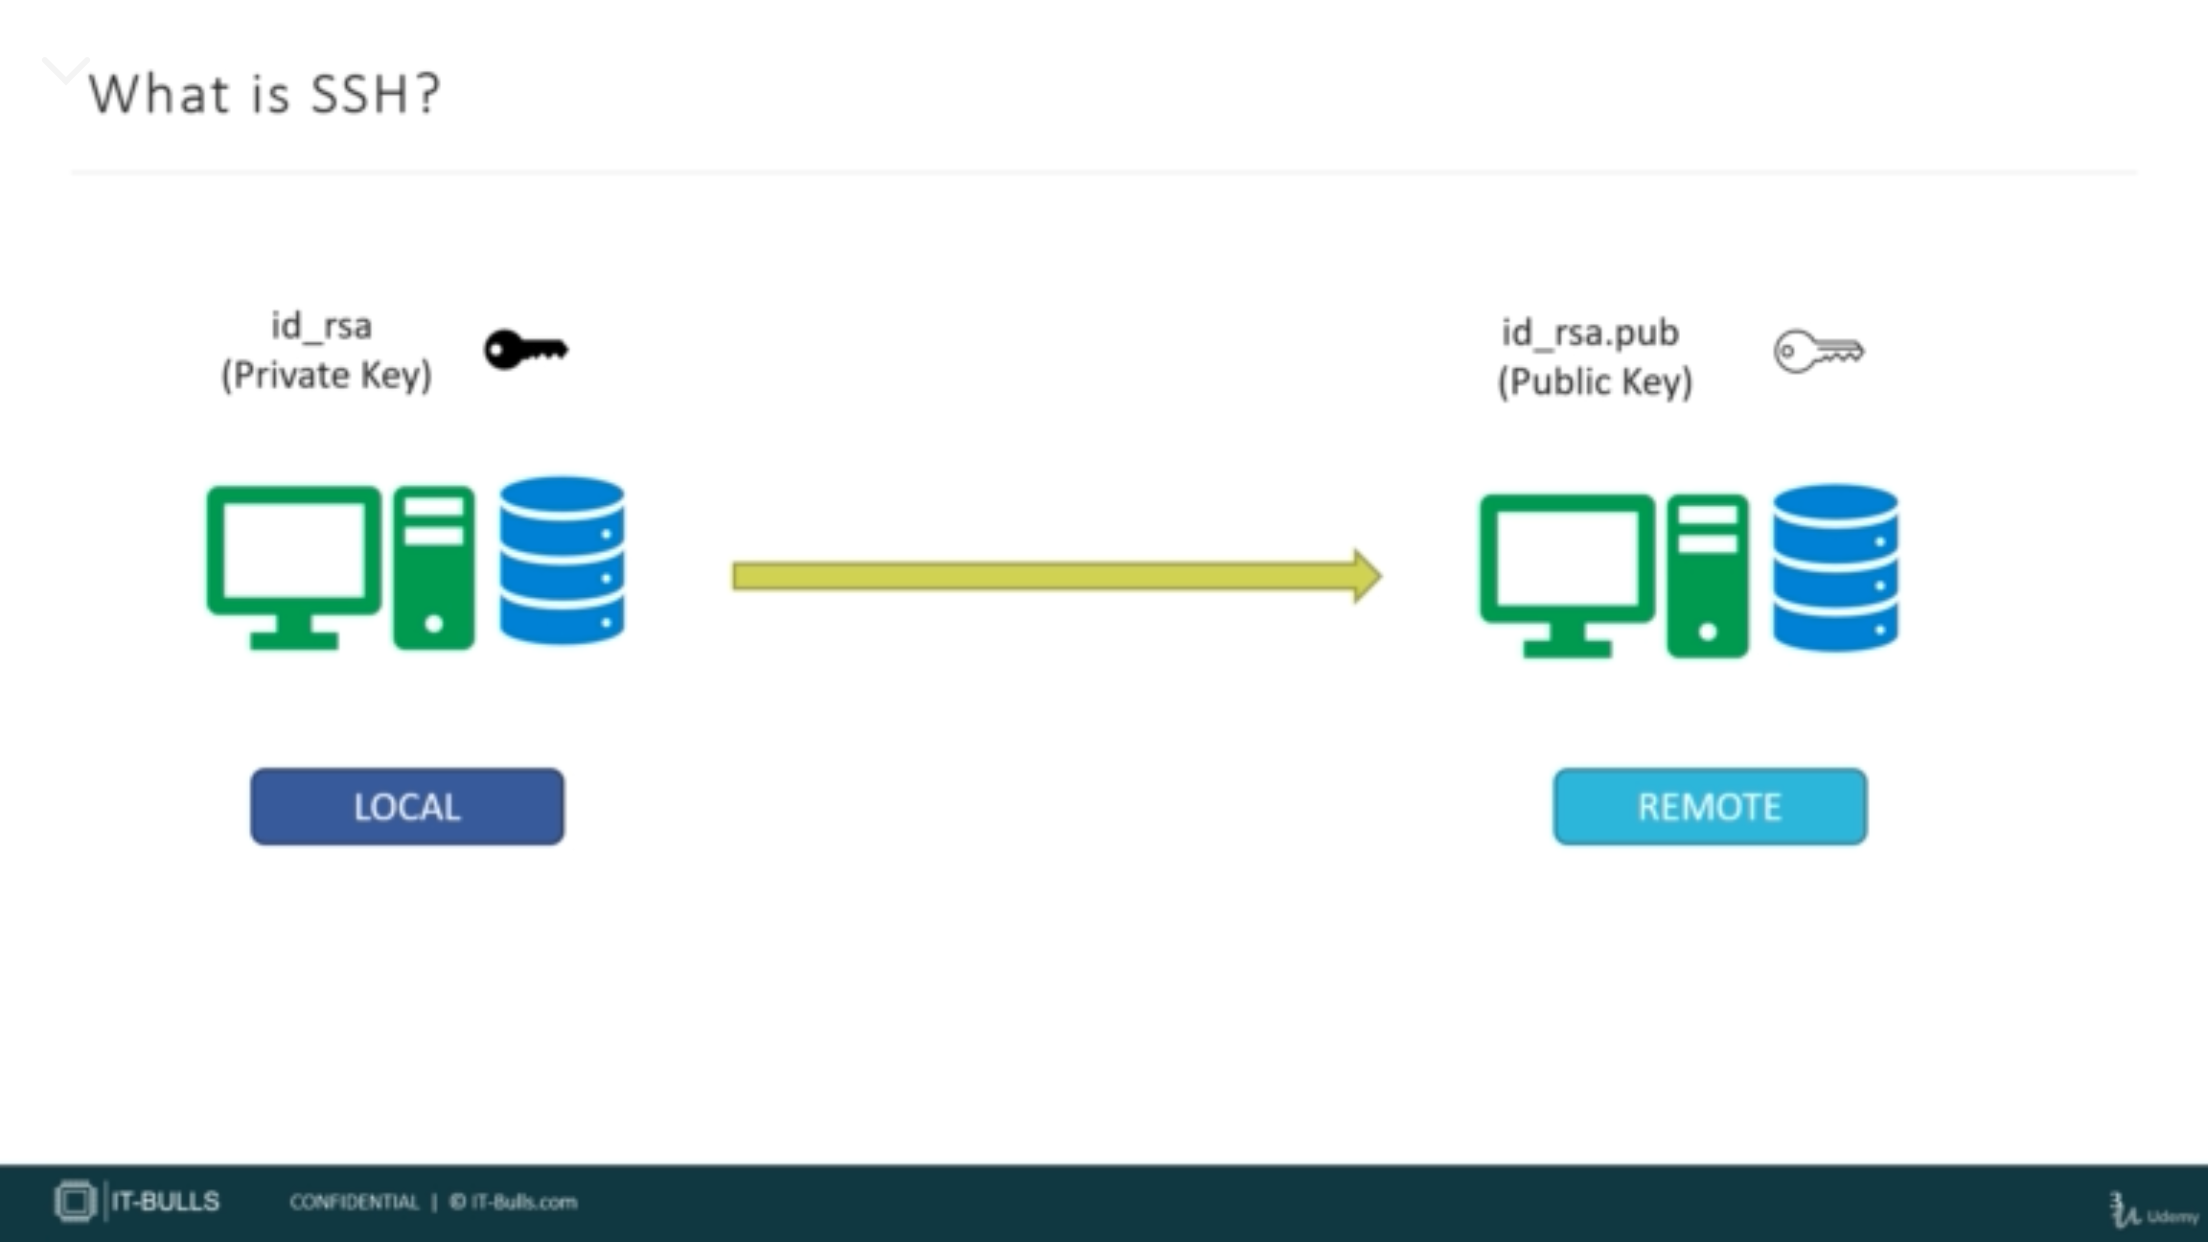 What is SSH?
id_rsa
(Private Key)
id_rsa.pub
(Public Key)
LOCAL
REMOTE
IT-BULLS
CONFIDENTIAL | © IT-Bulls.com
3
Udemy